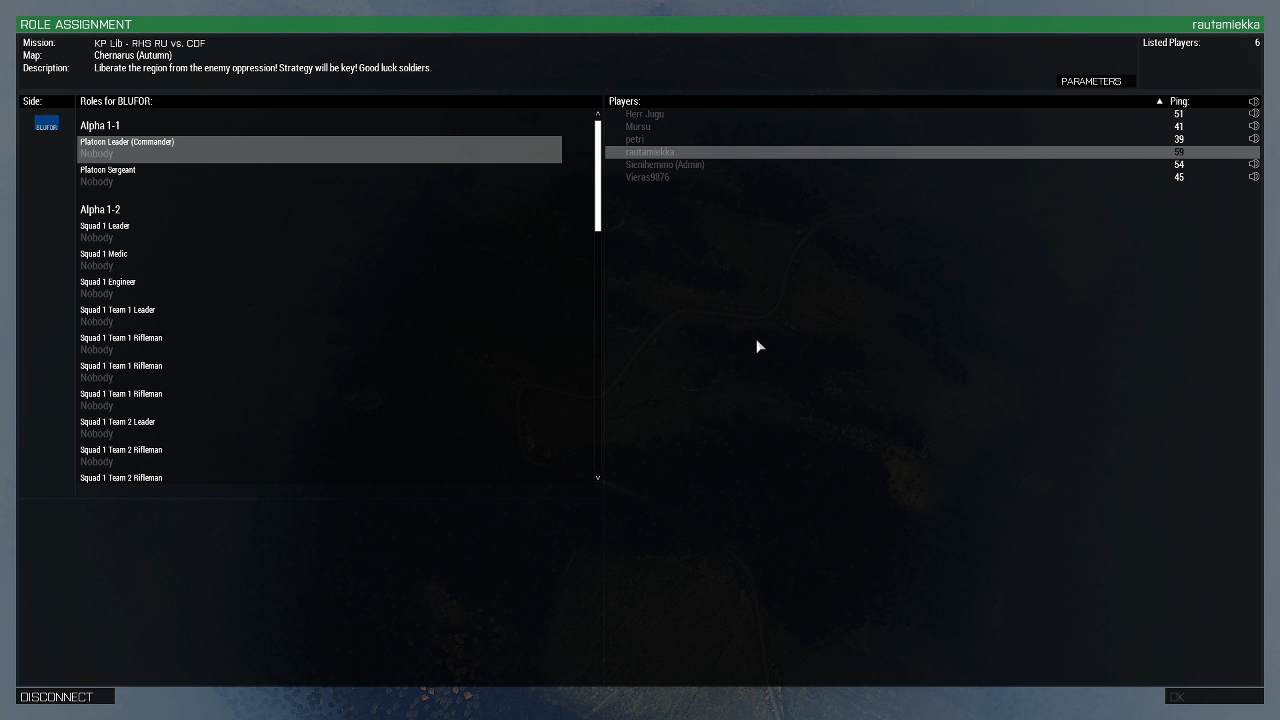 ROLE ASSIGNMENT rautamiekka
Mission: KP Lib - RHS RU vs. CDF Listed Players: 6
Map: Chernarus (Autumn)
Description: Liberate the region from the enemy oppression! Strategy will be key! Good luck soldiers.
PARAMETERS
Side: Roles for BLUFOR: Players: Ping:
BLUFOR
Alpha 1-1
Platoon Leader (Commander)
Nobody
Platoon Sergeant
Nobody
Alpha 1-2
Squad 1 Leader
Nobody
Squad 1 Medic
Nobody
Squad 1 Engineer
Nobody
Squad 1 Team 1 Leader
Nobody
Squad 1 Team 1 Rifleman
Nobody
Squad 1 Team 1 Rifleman
Nobody
Squad 1 Team 1 Rifleman
Nobody
Squad 1 Team 2 Leader
Nobody
Squad 1 Team 2 Rifleman
Nobody
Squad 1 Team 2 Rifleman
Herr Jugu 51
Mursu 41
petri 39
rautamiekka 59
Sienihemmo (Admin) 54
Vieras9876 45
DISCONNECT OK